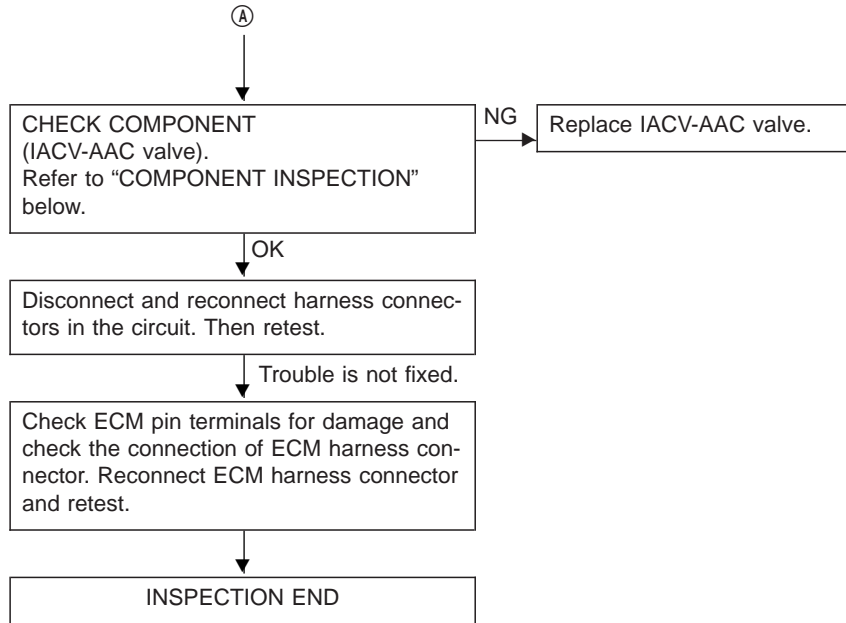 Ⓐ
CHECK COMPONENT
(IACV-AAC valve).
Refer to “COMPONENT INSPECTION”
below.
NG
Replace IACV-AAC valve.
OK
Disconnect and reconnect harness connec-
tors in the circuit. Then retest.
Trouble is not fixed.
Check ECM pin terminals for damage and
check the connection of ECM harness con-
nector. Reconnect ECM harness connector
and retest.
INSPECTION END